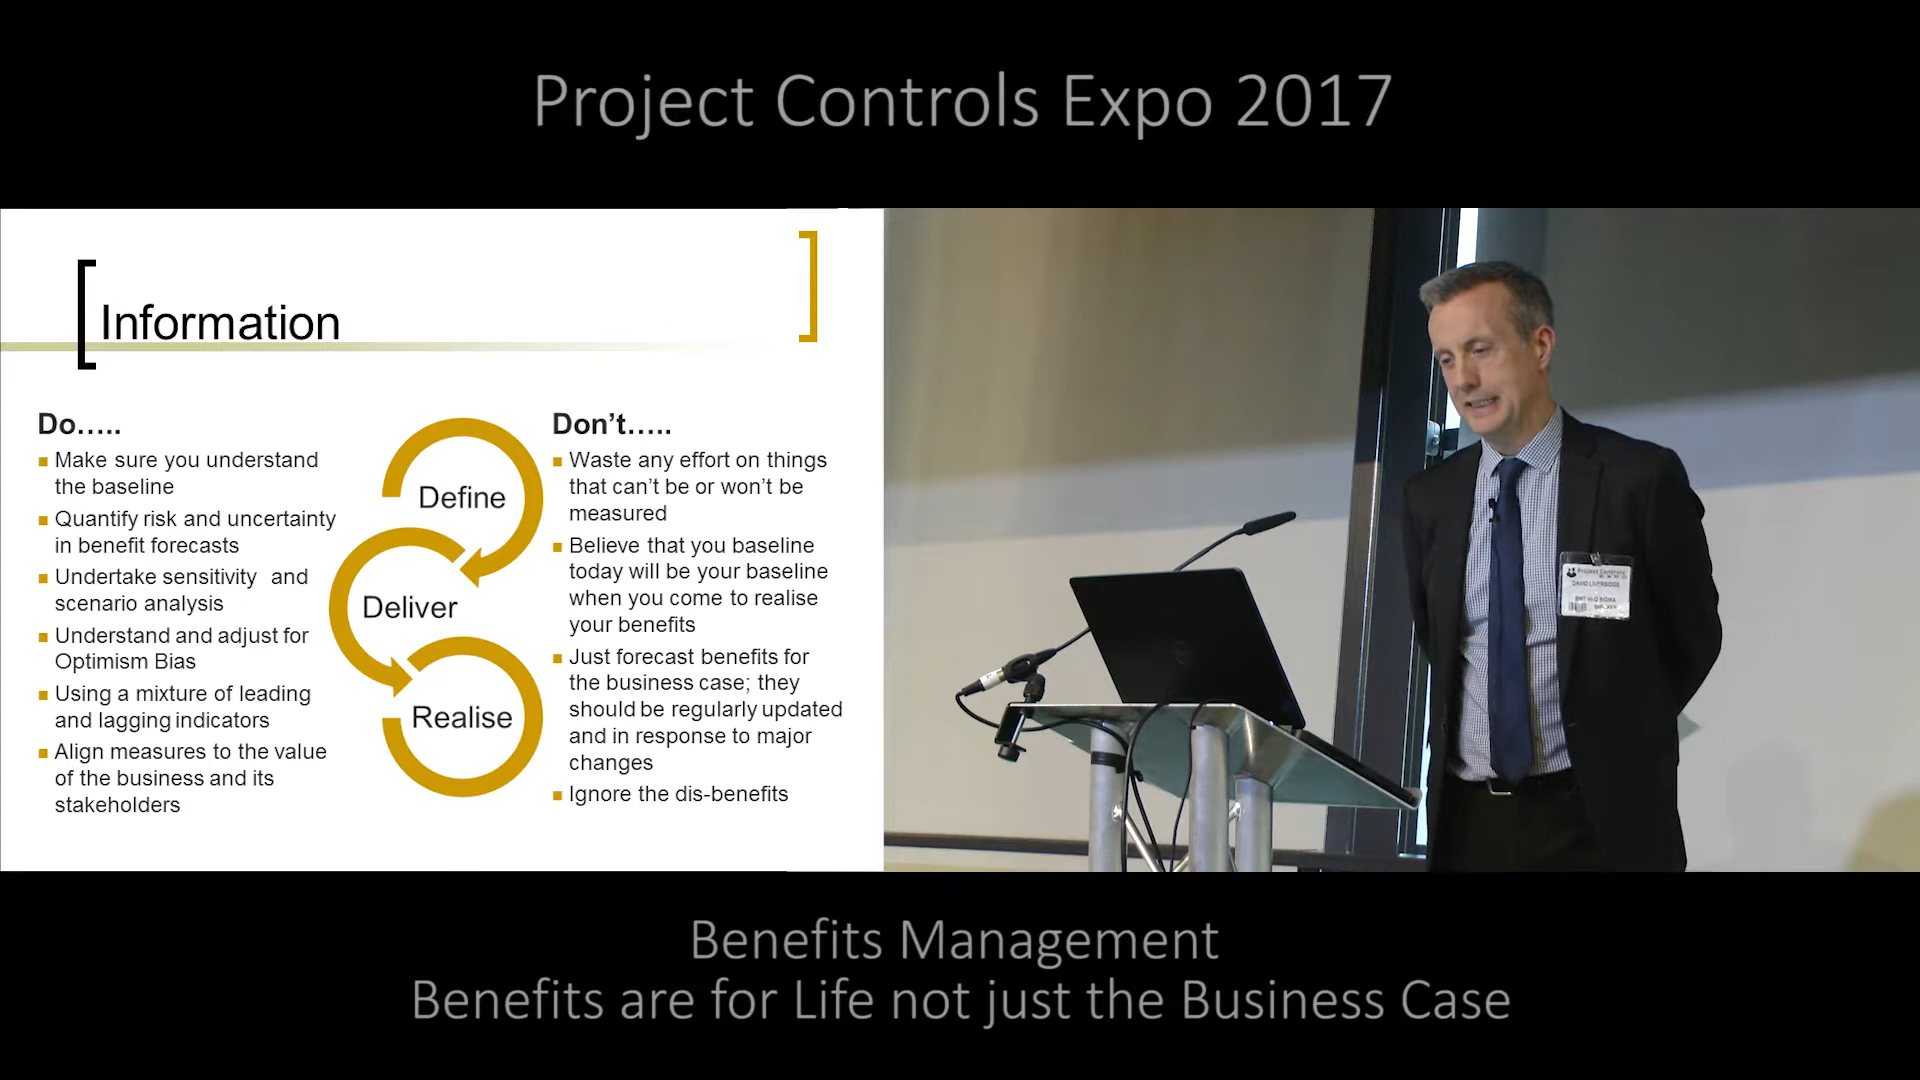 Project Controls Expo 2017
Information
Do…..
Make sure you understand
the baseline
Quantify risk and uncertainty
in benefit forecasts
Undertake sensitivity and
scenario analysis
Understand and adjust for
Optimism Bias
Using a mixture of leading
and lagging indicators
Align measures to the value
of the business and its
stakeholders
Define
Deliver
Realise
Don't…..
Waste any effort on things
that can't be or won't be
measured
Believe that you baseline
today will be your baseline
when you come to realise
your benefits
Just forecast benefits for
the business case; they
should be regularly updated
and in response to major
changes
Ignore the dis-benefits
Project Controls
DAVID LIVERSIDGE
Benefits Management
Benefits are for Life not just the Business Case